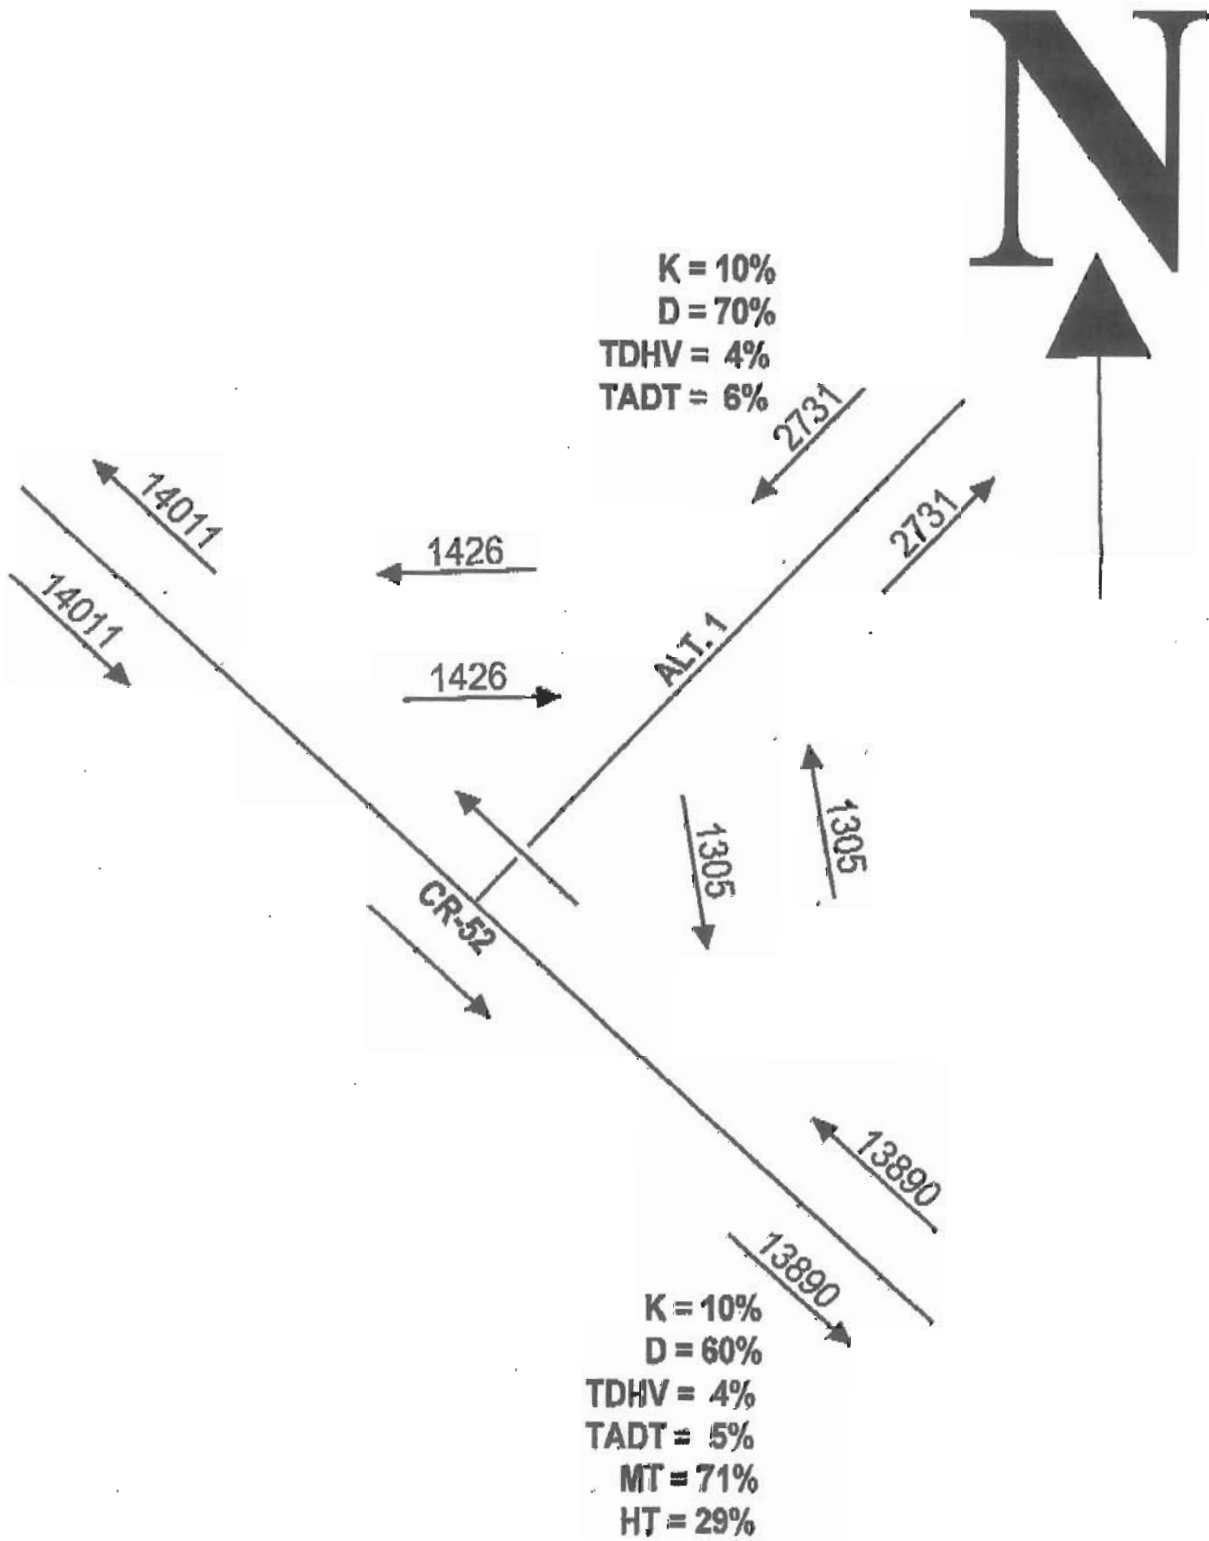 N
K = 10%
D = 70%
TDHV = 4%
TADT = 6%
2731
2731
14011
14011
1426
1426
ALT. 1
1305
1305
CR-52
13890
13890
K = 10%
D = 60%
TDHV = 4%
TADT = 5%
MT = 71%
HT = 29%